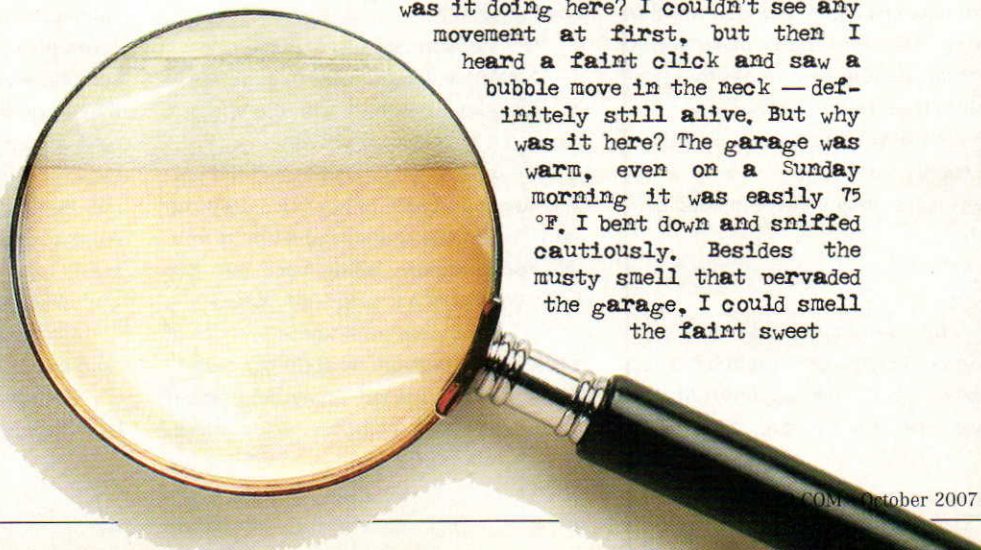 was it doing here? I couldn't see any
movement at first, but then I
heard a faint click and saw a
bubble move in the neck — def-
initely still alive. But why
was it here? The garage was
warm, even on a Sunday
morning it was easily 75
°F. I bent down and sniffed
cautiously. Besides the
musty smell that pervaded
the garage, I could smell
the faint sweet
COM October 2007